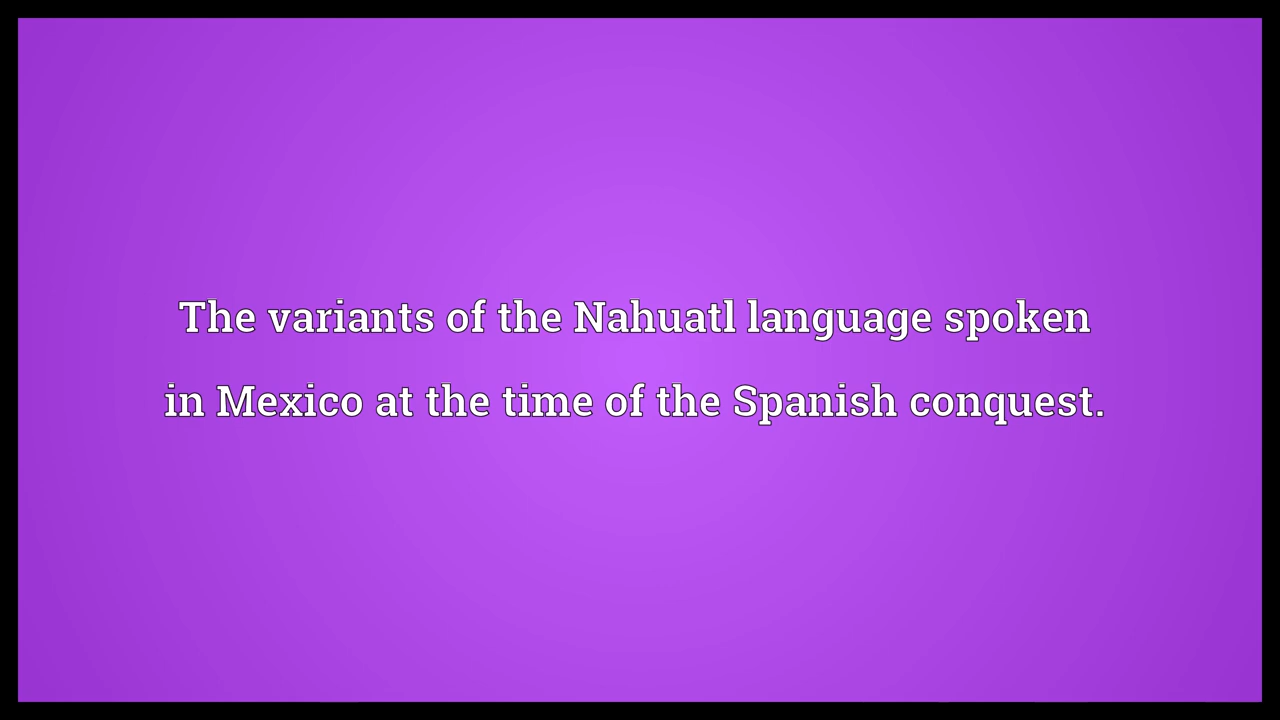 The variants of the Nahuatl language spoken
in Mexico at the time of the Spanish conquest.